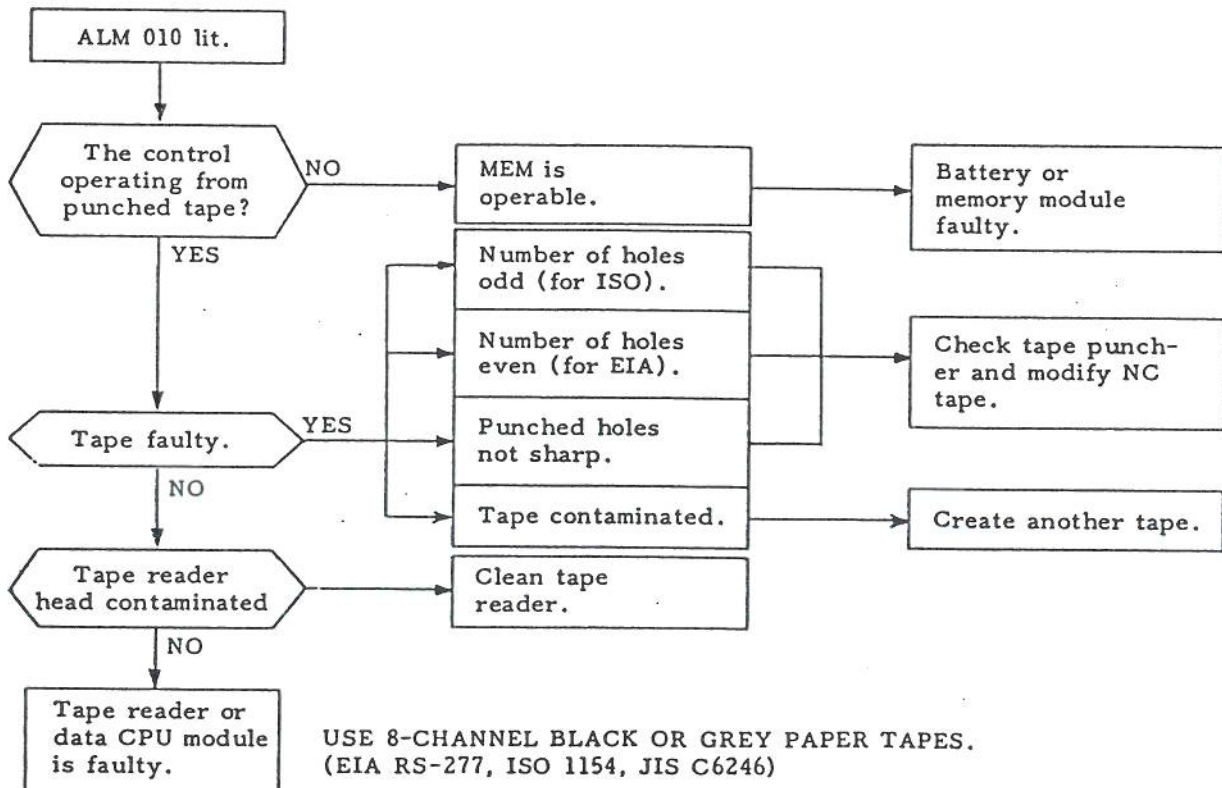 ALM 010 lit.
The control
operating from
punched tape?
NO
MEM is
operable.
Battery or
memory module
faulty.
YES
Number of holes
odd (for ISO).
Number of holes
even (for EIA).
Check tape punch-
er and modify NC
tape.
Tape faulty.
YES
Punched holes
not sharp.
NO
Tape contaminated.
Create another tape.
Tape reader
head contaminated
Clean tape
reader.
NO
Tape reader or
data CPU module
is faulty.
USE 8-CHANNEL BLACK OR GREY PAPER TAPES.
(EIA RS-277, ISO 1154, JIS C6246)